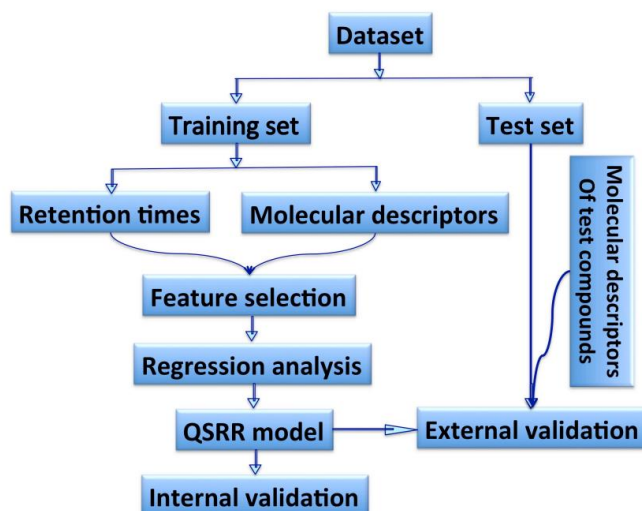 Dataset
Training set
Test set
Retention times
Molecular descriptors
Molecular descriptors
Of test compounds
Feature selection
Regression analysis
QSRR model
External validation
Internal validation